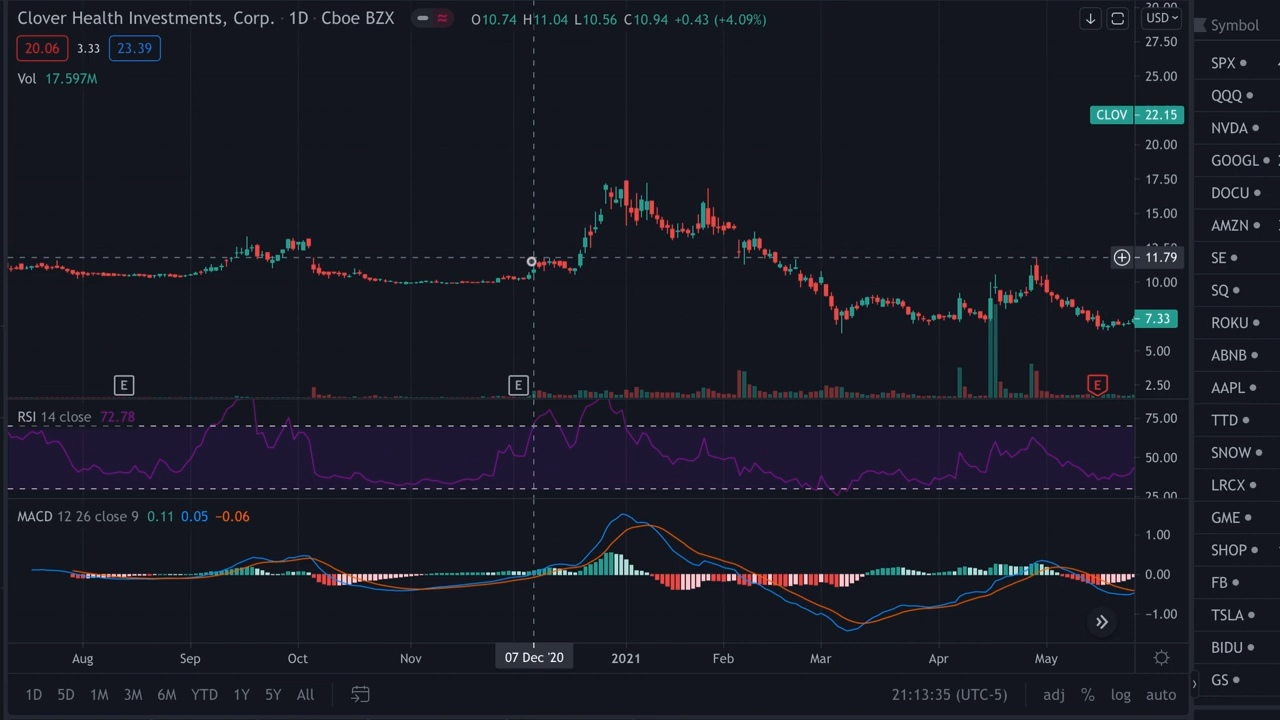 Clover Health Investments, Corp. · 1D · Cboe BZX
O10.74 H11.04 L10.56 C10.94 +0.43 (+4.09%)
USD
20.06 3.33 23.39
Vol 17.597M
27.50
25.00
CLOV 22.15
20.00
17.50
15.00
12.50
11.79
10.00
7.33
5.00
2.50
E
E
E
RSI 14 close 72.78
75.00
50.00
25.00
MACD 12 26 close 9 0.11 0.05 −0.06
1.00
0.00
−1.00
Aug Sep Oct Nov 07 Dec '20 2021 Feb Mar Apr May
1D 5D 1M 3M 6M YTD 1Y 5Y All
21:13:35 (UTC-5) adj % log auto
Symbol
SPX
QQQ
NVDA
GOOGL
DOCU
AMZN
SE
SQ
ROKU
ABNB
AAPL
TTD
SNOW
LRCX
GME
SHOP
FB
TSLA
BIDU
GS